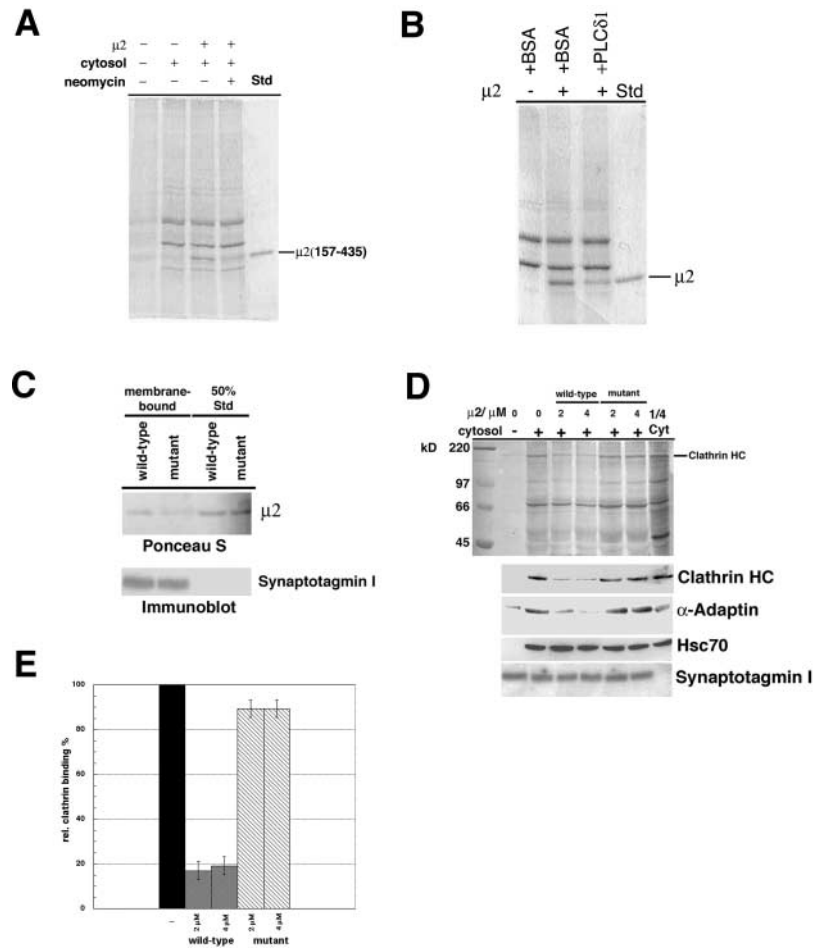 A
μ2 – – + +
cytosol – + + +
neomycin + Std
μ2(157-435)
B
+BSA +BSA +PLCδ1
μ2 - + + Std
μ2
C
membrane-bound 50% Std
wild-type mutant wild-type mutant
μ2
Ponceau S
Synaptotagmin I
Immunoblot
D
wild-type mutant
μ2/ μM 0 0 2 4 2 4 1/4
cytosol - + + + + + Cyt
kD
220
97
66
45
Clathrin HC
Clathrin HC
α-Adaptin
Hsc70
Synaptotagmin I
E
rel. clathrin binding %
100
80
60
40
20
0
– 2 μM 4 μM 2 μM 4 μM
wild-type mutant